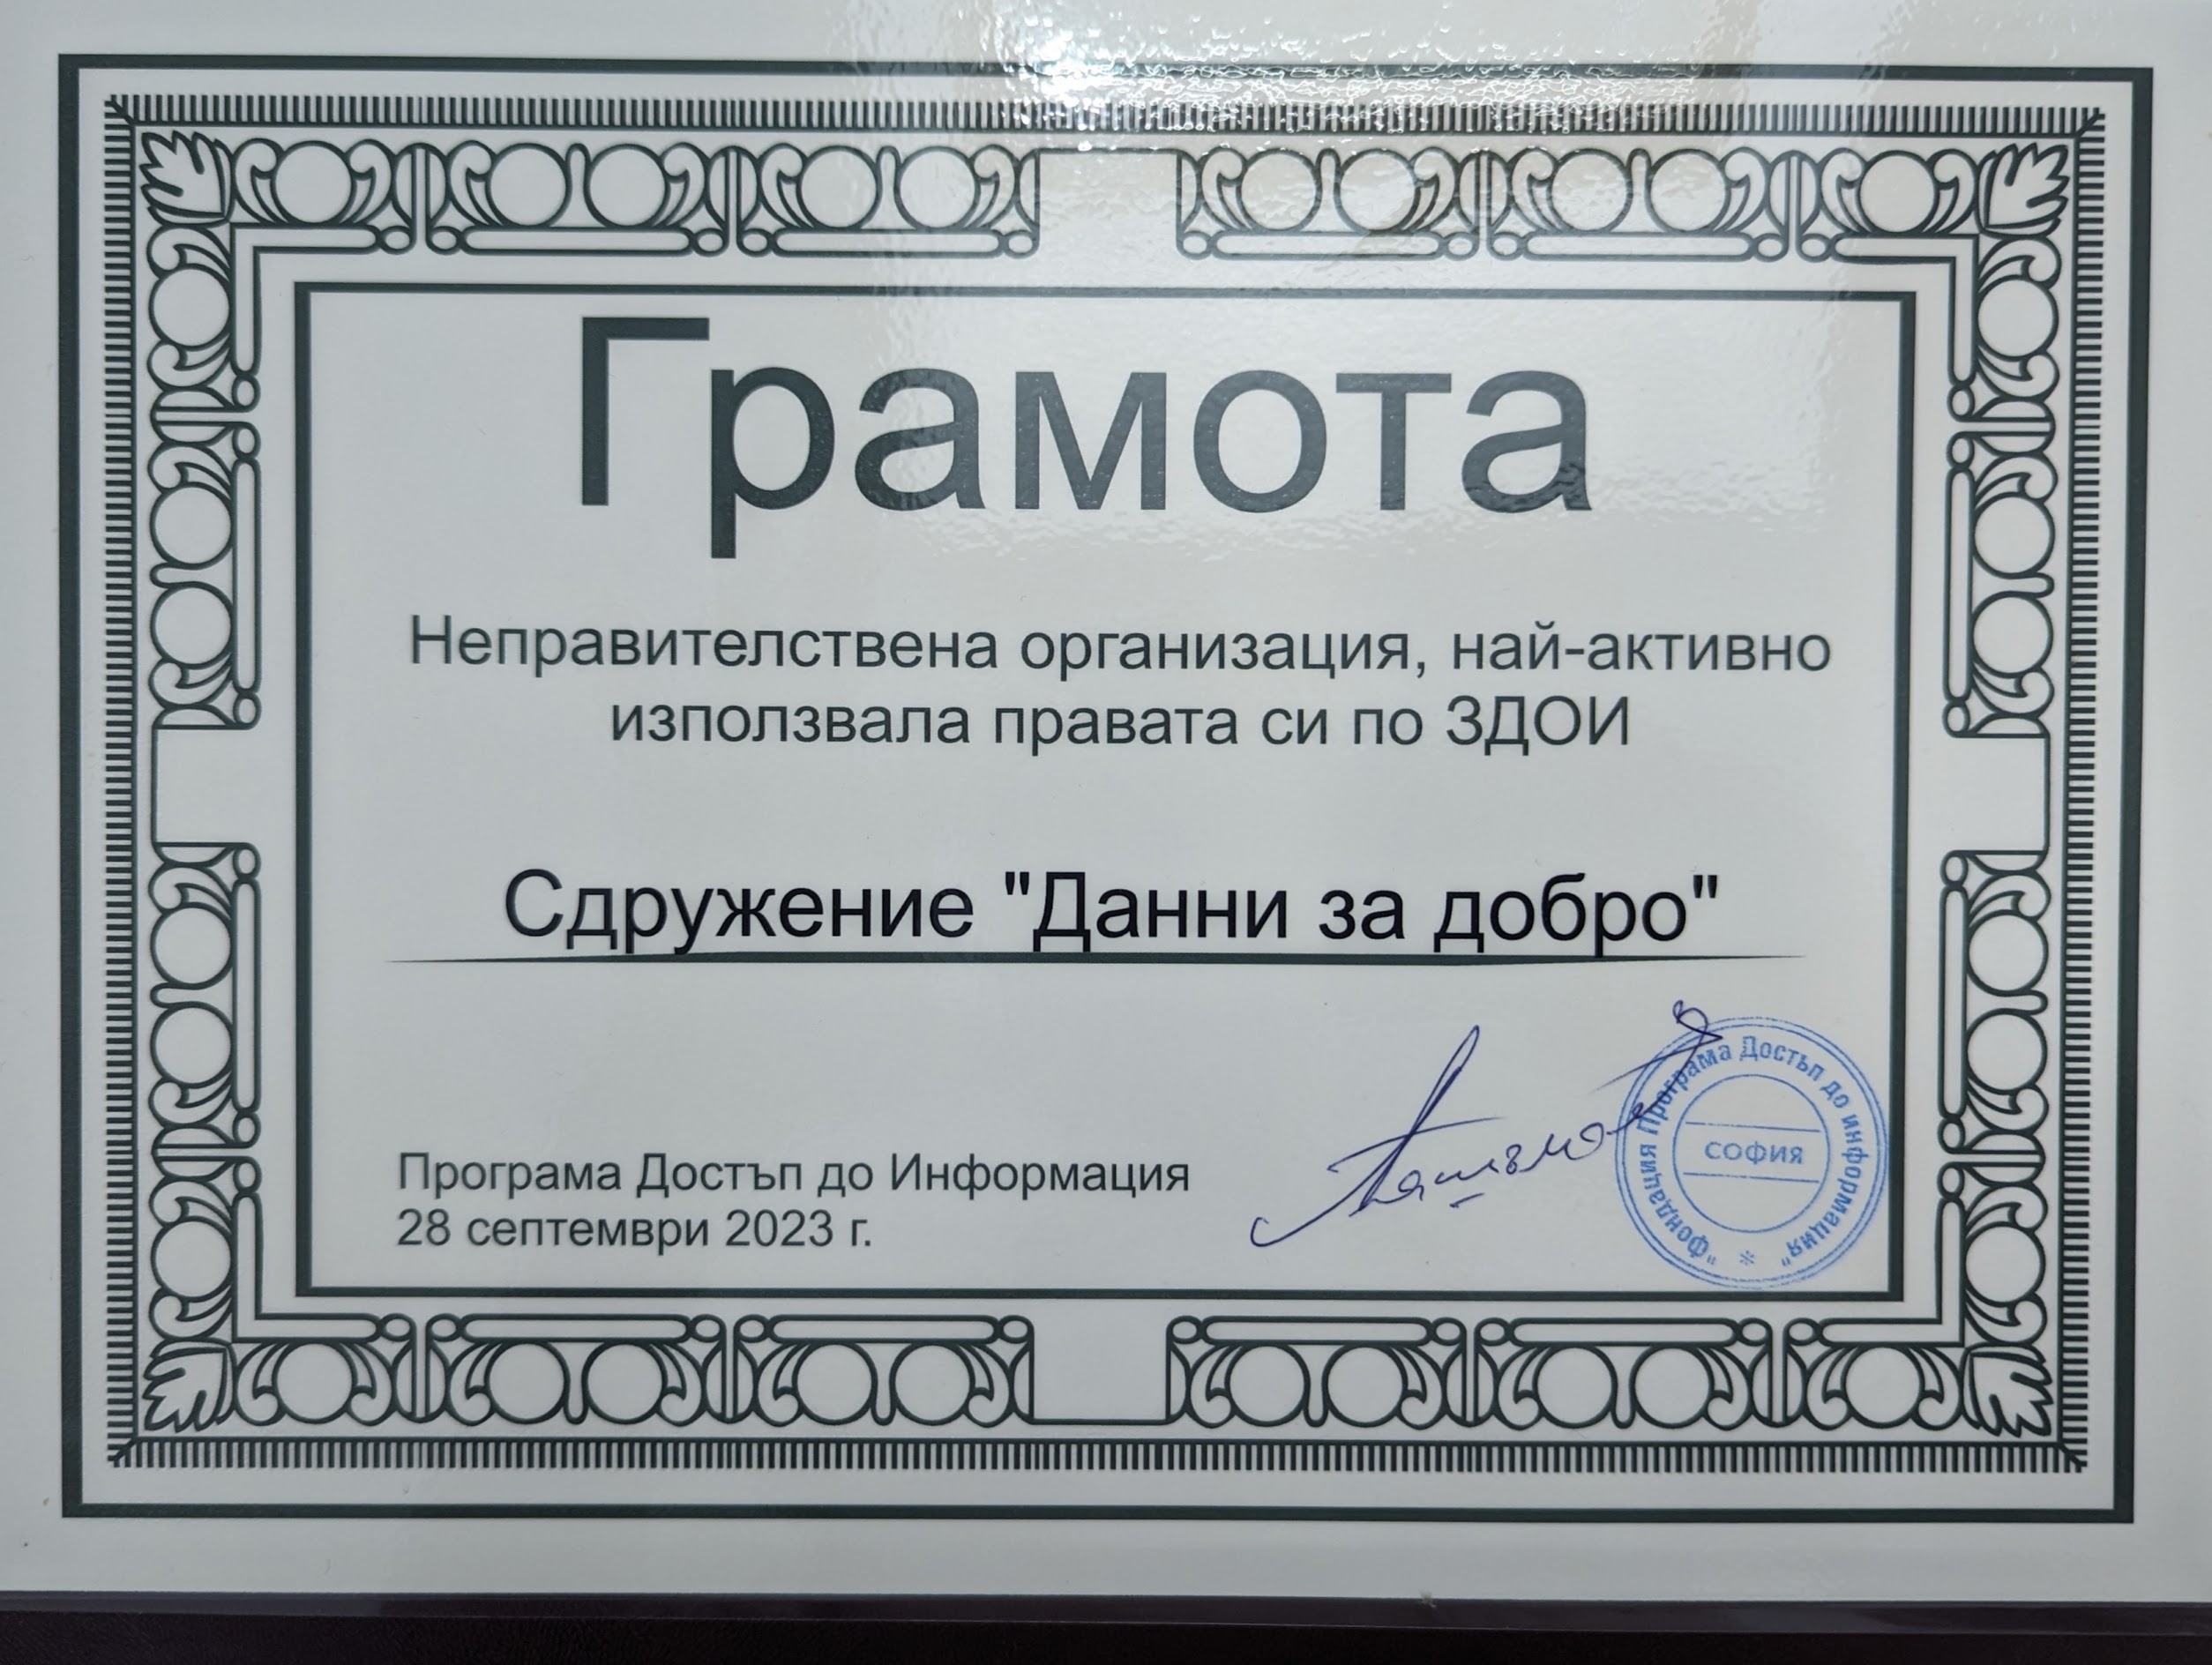 Грамота
Неправителствена организация, най-активно
използвала правата си по ЗДОИ
Сдружение "Данни за добро"
Програма Достъп до Информация
28 септември 2023 г.
"Фондация Програма Достъп до информация" *
СОФИЯ